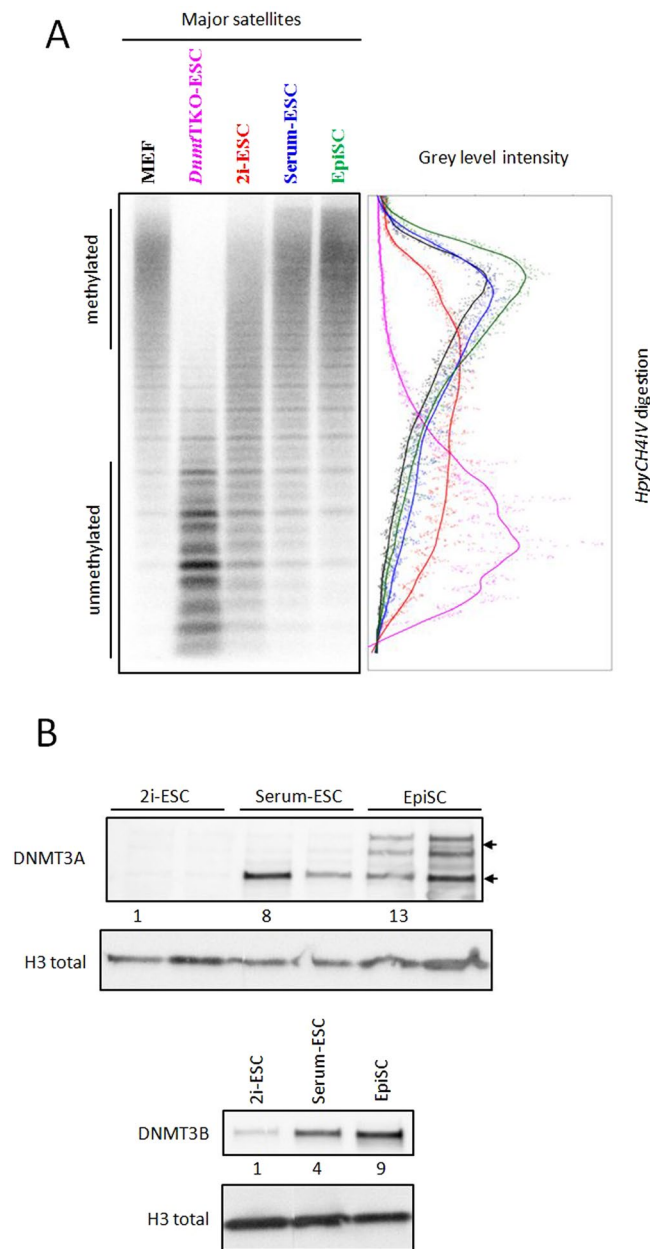 A
Major satellites
MEF
DnmtTKO-ESC
2i-ESC
Serum-ESC
EpiSC
Grey level intensity
methylated
unmethylated
HpyCH4IV digestion
B
2i-ESC Serum-ESC EpiSC
DNMT3A
1 8 13
H3 total
2i-ESC
Serum-ESC
EpiSC
DNMT3B
1 4 9
H3 total